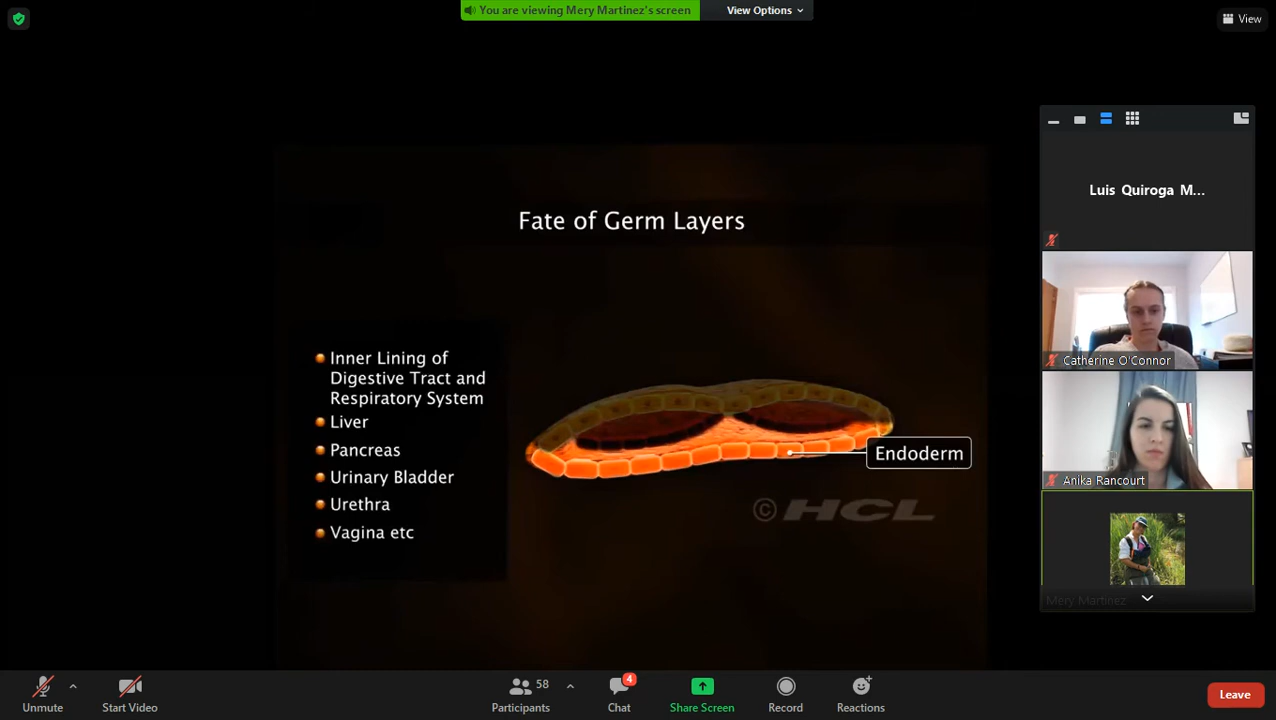 You are viewing Mery Martinez's screen
View Options
View
Luis Quiroga M...
Fate of Germ Layers
Catherine O'Connor
Inner Lining of
Digestive Tract and
Respiratory System
Liver
Pancreas
Urinary Bladder
Urethra
Vagina etc
Endoderm
© HCL
Anika Rancourt
Mery Martinez
Unmute
Start Video
58
Participants
4
Chat
Share Screen
Record
Reactions
Leave